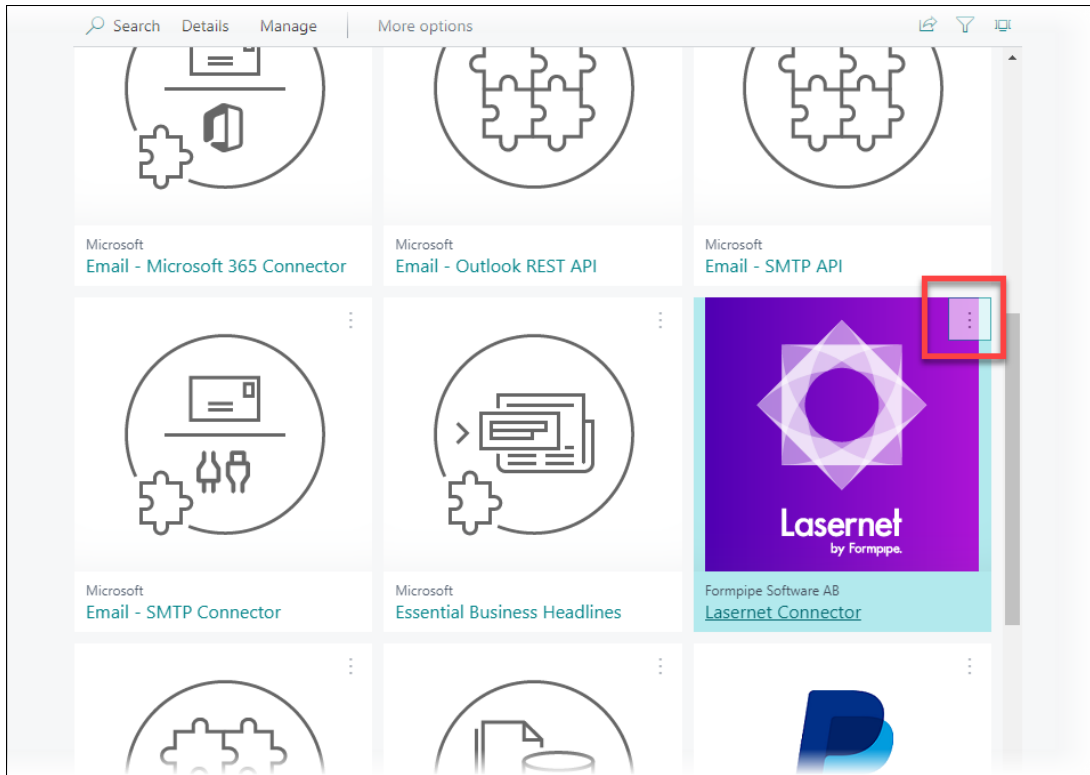 Search Details Manage More options
Microsoft
Email - Microsoft 365 Connector
Microsoft
Email - Outlook REST API
Microsoft
Email - SMTP API
Lasernet
by Formpipe.
Microsoft
Email - SMTP Connector
Microsoft
Essential Business Headlines
Formpipe Software AB
Lasernet Connector